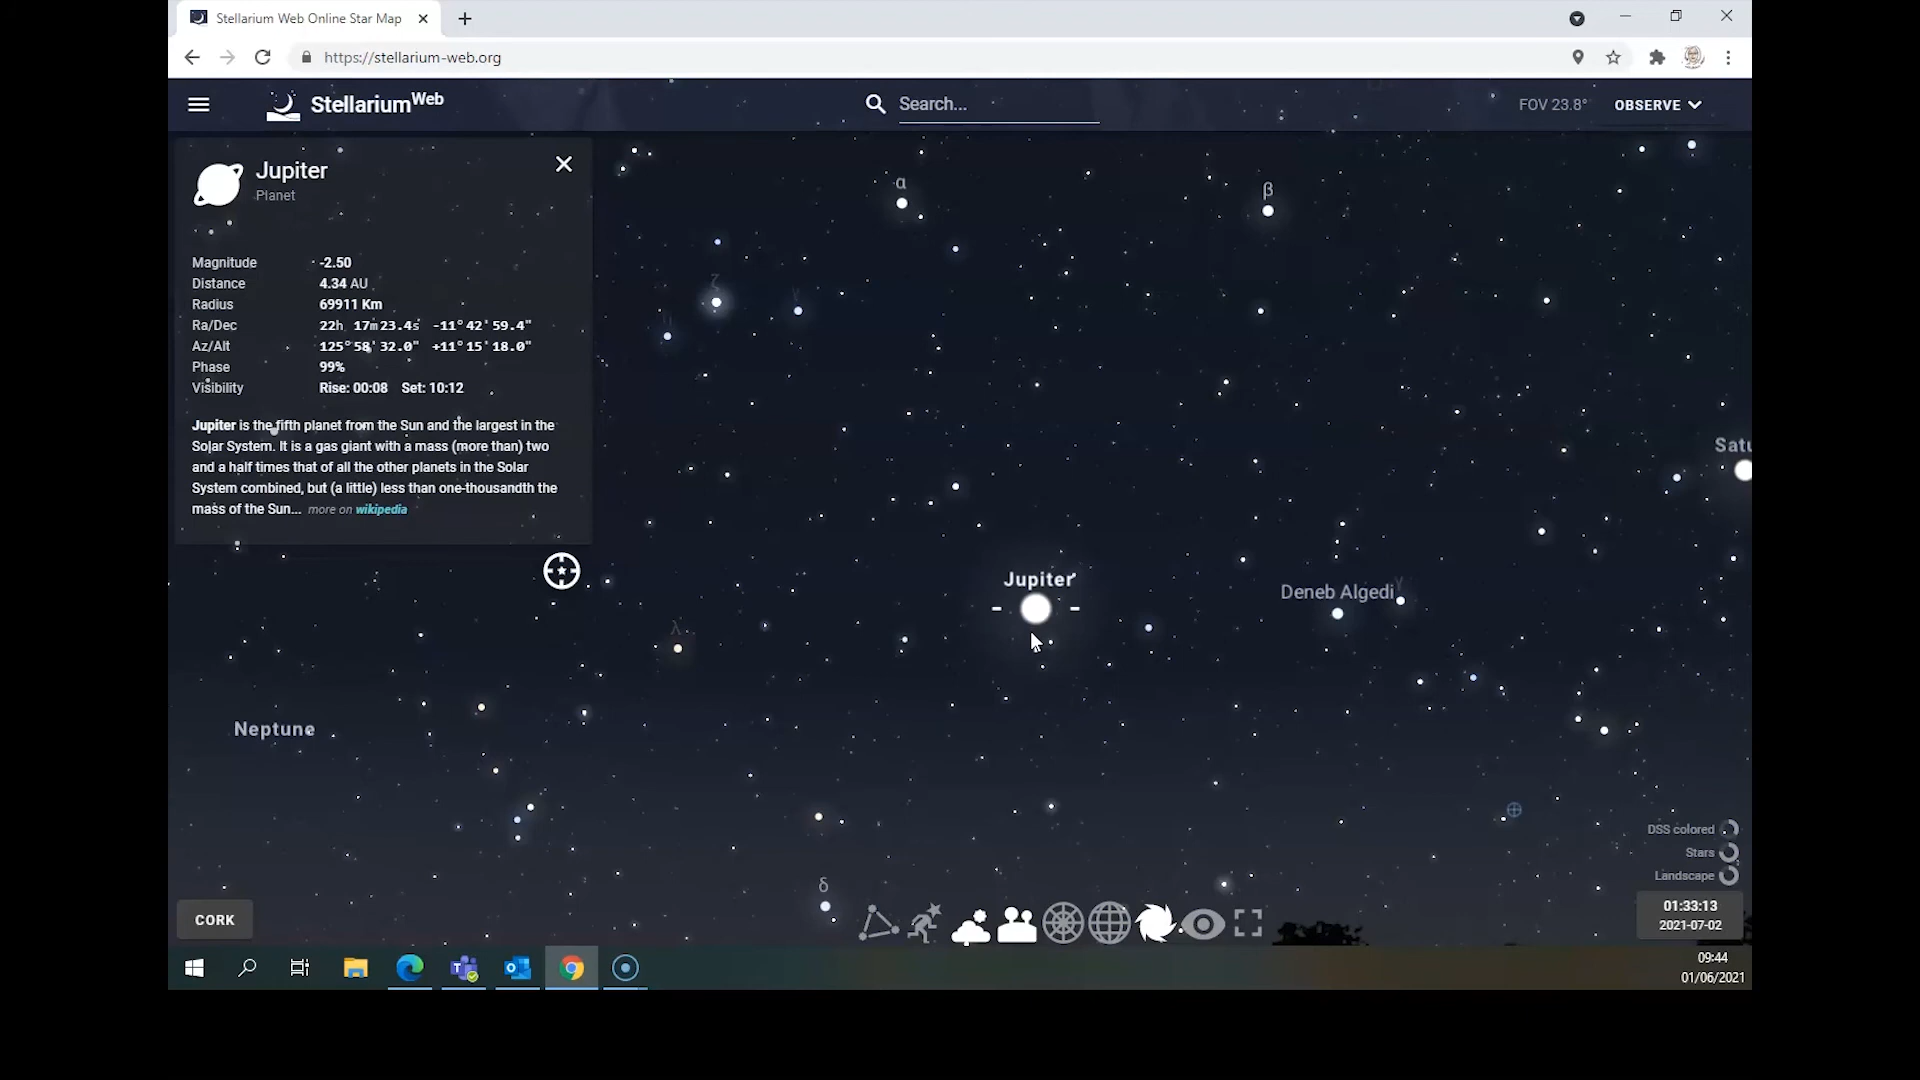 Stellarium Web Online Star Map
https://stellarium-web.org
StellariumWeb
Search...
FOV 23.8°
OBSERVE
Jupiter
Planet
Magnitude -2.50
Distance 4.34 AU
Radius 69911 Km
Ra/Dec 22h 17m23.4s -11°42'59.4"
Az/Alt 125°58'32.0" +11°15'18.0"
Phase 99%
Visibility Rise: 00:08 Set: 10:12
Jupiter is the fifth planet from the Sun and the largest in the
Solar System. It is a gas giant with a mass (more than) two
and a half times that of all the other planets in the Solar
System combined, but (a little) less than one-thousandth the
mass of the Sun... more on wikipedia
α
β
ζ
γ
Satu
Jupiter
Deneb Algedi
γ
λ
Neptune
δ
DSS colored
Stars
Landscape
CORK
01:33:13
2021-07-02
09:44
01/06/2021